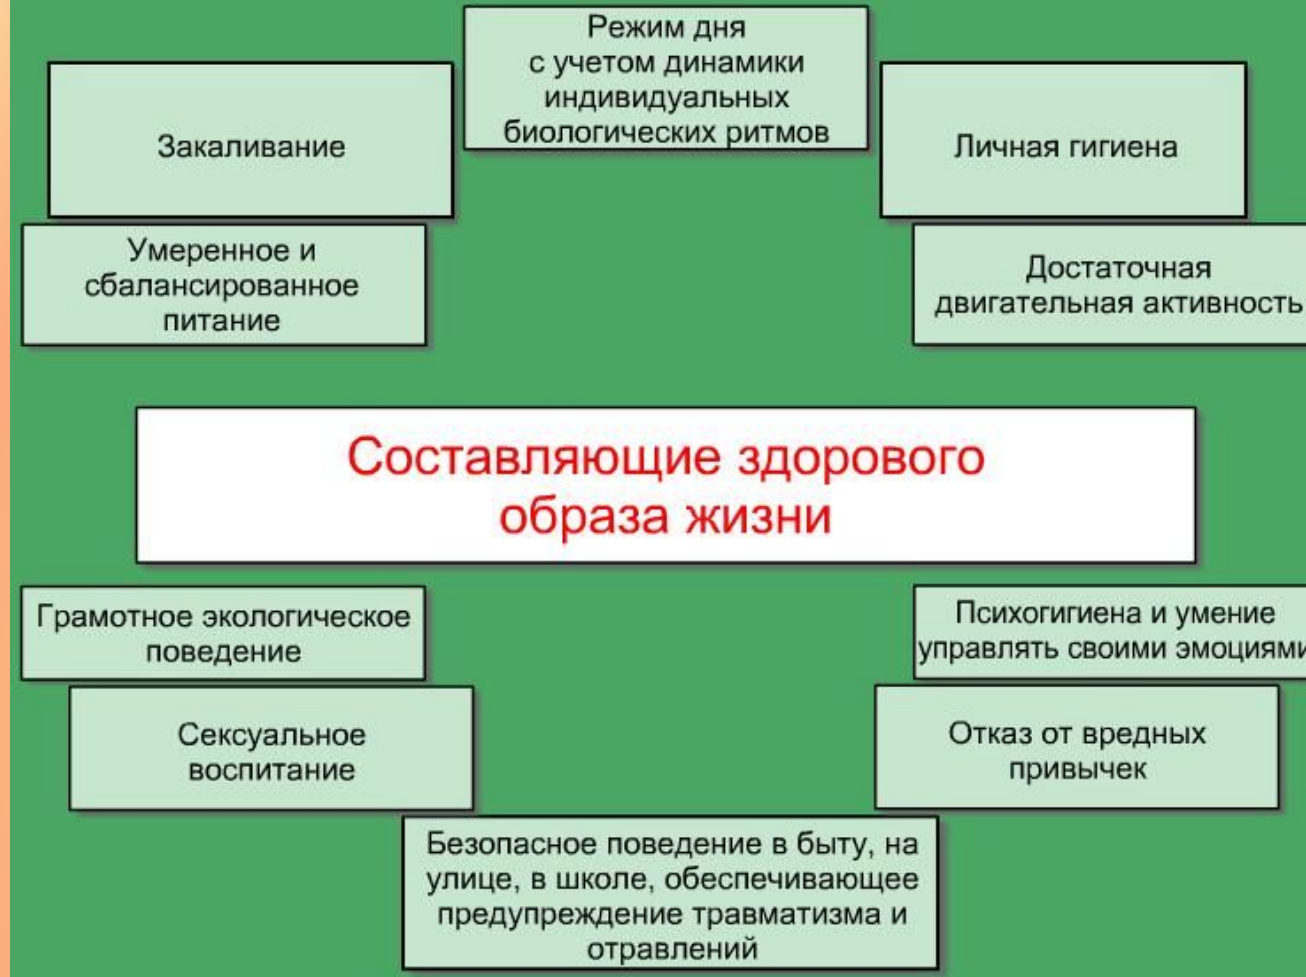 Режим дня
с учетом динамики
индивидуальных
биологических ритмов
Закаливание
Личная гигиена
Умеренное и
сбалансированное
питание
Достаточная
двигательная активность
Составляющие здорового
образа жизни
Грамотное экологическое
поведение
Психогигиена и умение
управлять своими эмоциями
Сексуальное
воспитание
Отказ от вредных
привычек
Безопасное поведение в быту, на
улице, в школе, обеспечивающее
предупреждение травматизма и
отравлений